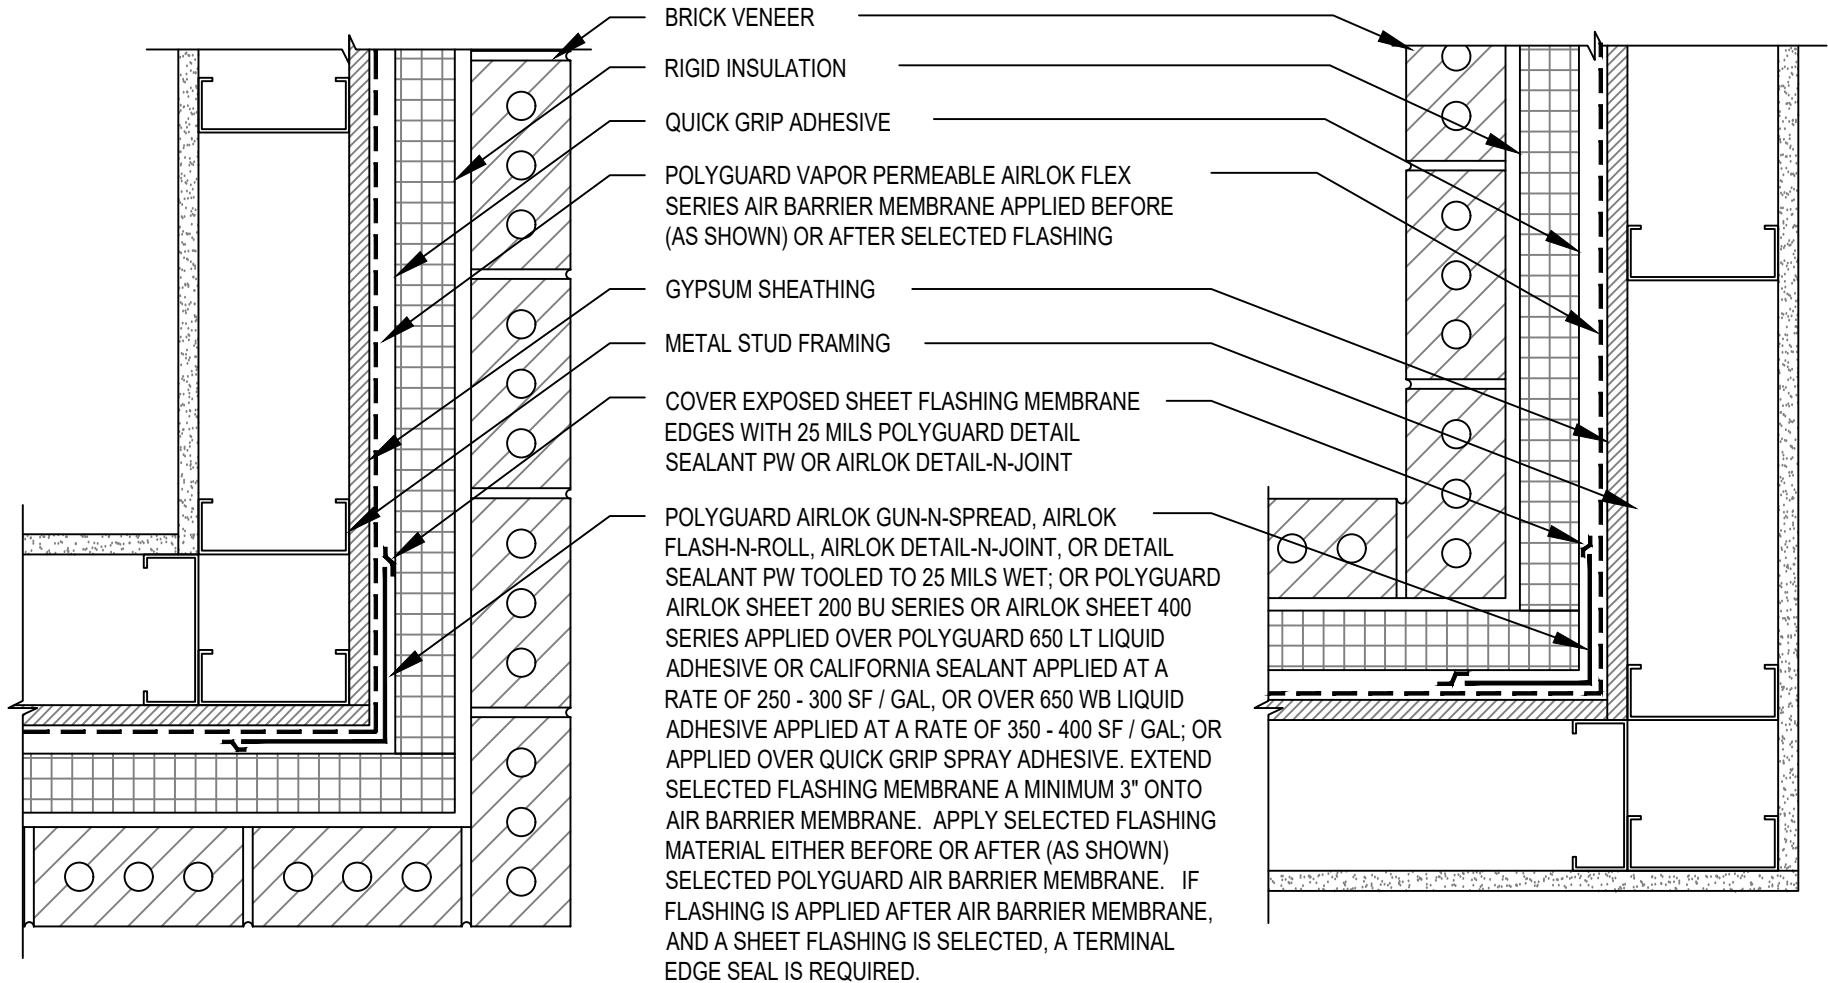 BRICK VENEER
RIGID INSULATION
QUICK GRIP ADHESIVE
POLYGUARD VAPOR PERMEABLE AIRLOK FLEX
SERIES AIR BARRIER MEMBRANE APPLIED BEFORE
(AS SHOWN) OR AFTER SELECTED FLASHING
GYPSUM SHEATHING
METAL STUD FRAMING
COVER EXPOSED SHEET FLASHING MEMBRANE
EDGES WITH 25 MILS POLYGUARD DETAIL
SEALANT PW OR AIRLOK DETAIL-N-JOINT
POLYGUARD AIRLOK GUN-N-SPREAD, AIRLOK
FLASH-N-ROLL, AIRLOK DETAIL-N-JOINT, OR DETAIL
SEALANT PW TOOLED TO 25 MILS WET; OR POLYGUARD
AIRLOK SHEET 200 BU SERIES OR AIRLOK SHEET 400
SERIES APPLIED OVER POLYGUARD 650 LT LIQUID
ADHESIVE OR CALIFORNIA SEALANT APPLIED AT A
RATE OF 250 - 300 SF / GAL, OR OVER 650 WB LIQUID
ADHESIVE APPLIED AT A RATE OF 350 - 400 SF / GAL; OR
APPLIED OVER QUICK GRIP SPRAY ADHESIVE. EXTEND
SELECTED FLASHING MEMBRANE A MINIMUM 3" ONTO
AIR BARRIER MEMBRANE.  APPLY SELECTED FLASHING
MATERIAL EITHER BEFORE OR AFTER (AS SHOWN)
SELECTED POLYGUARD AIR BARRIER MEMBRANE.   IF
FLASHING IS APPLIED AFTER AIR BARRIER MEMBRANE,
AND A SHEET FLASHING IS SELECTED, A TERMINAL
EDGE SEAL IS REQUIRED.